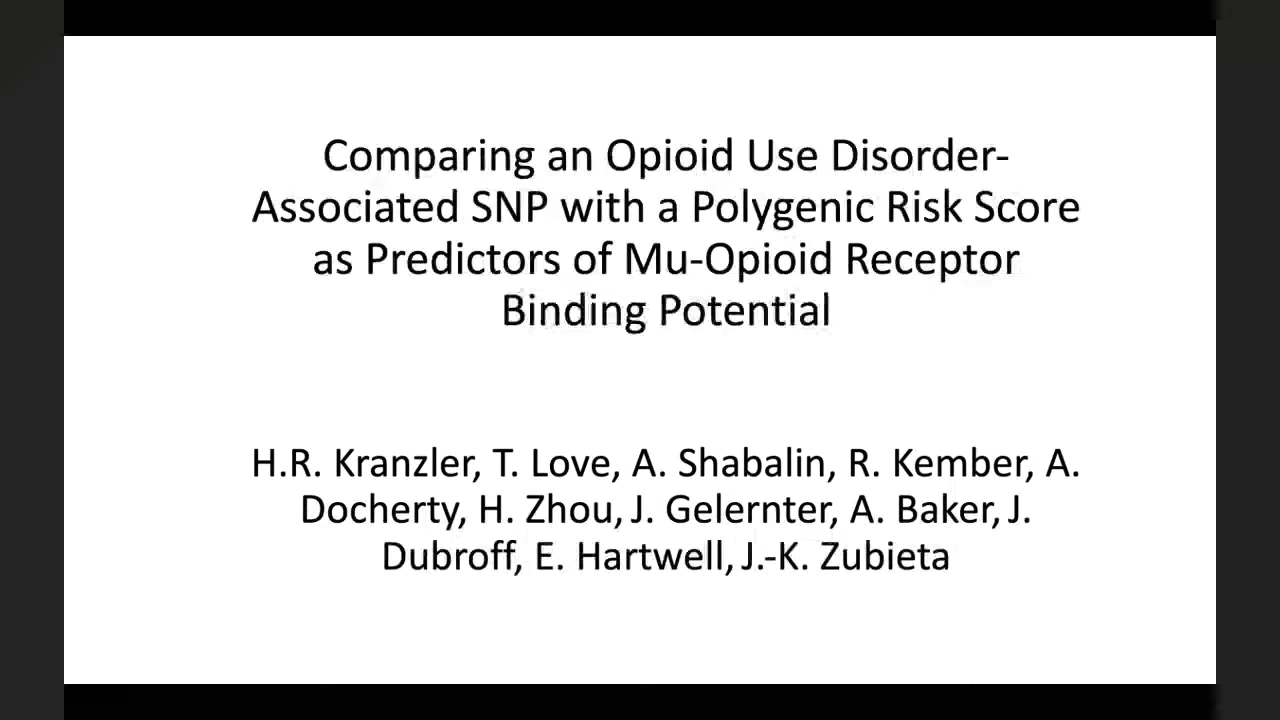 Comparing an Opioid Use Disorder-
Associated SNP with a Polygenic Risk Score
as Predictors of Mu-Opioid Receptor
Binding Potential
H.R. Kranzler, T. Love, A. Shabalin, R. Kember, A.
Docherty, H. Zhou, J. Gelernter, A. Baker, J.
Dubroff, E. Hartwell, J.-K. Zubieta